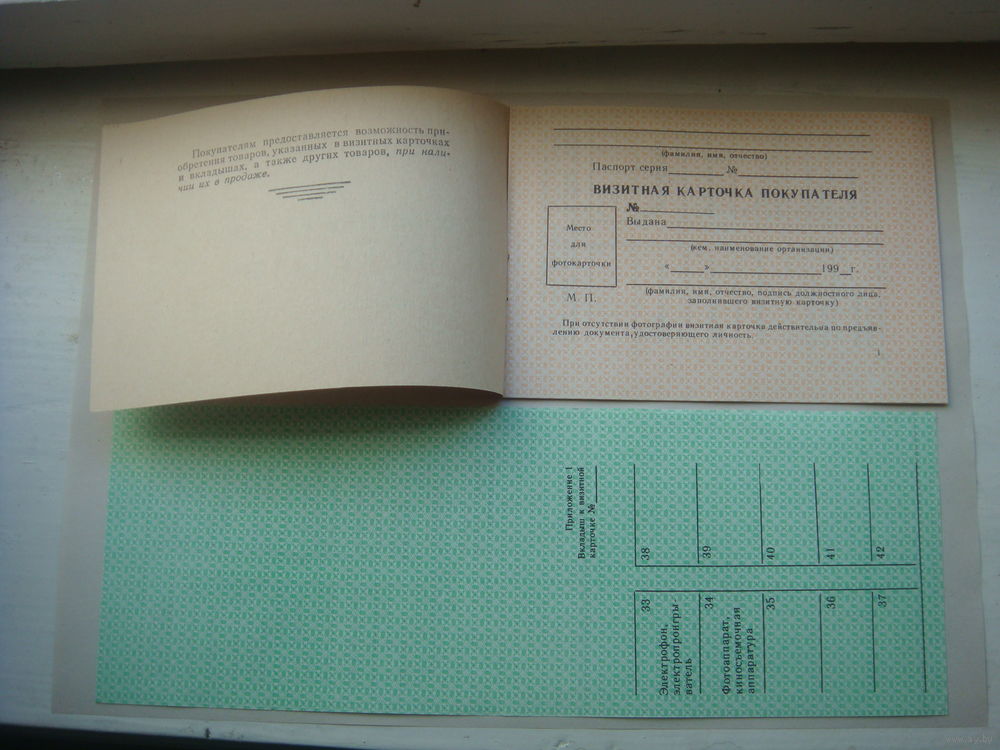 Покупателям предоставляется возможность при-
обретения товаров, указанных в визитных карточках
и вкладышах, а также других товаров, при нали-
чии их в продаже.
(фамилия, имя, отчество)
Паспорт серия № 
ВИЗИТНАЯ КАРТОЧКА ПОКУПАТЕЛЯ
№
Выдана
(кем, наименование организации)
« » 199 г.
(фамилия, имя, отчество, подпись должностного лица,
заполнившего визитную карточку)
Место
для
фотокарточки
М. П.
При отсутствии фотографии визитная карточка действительна по предъяв-
лению документа, удостоверяющего личность.
1
Приложение 1
Вкладыш к визитной
карточке №
33
Электрофон,
электропроигры-
ватель
34
Фотоаппарат,
киносъемочная
аппаратура
35
36
37
38
39
40
41
42